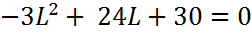 −3L² + 24L + 30 = 0